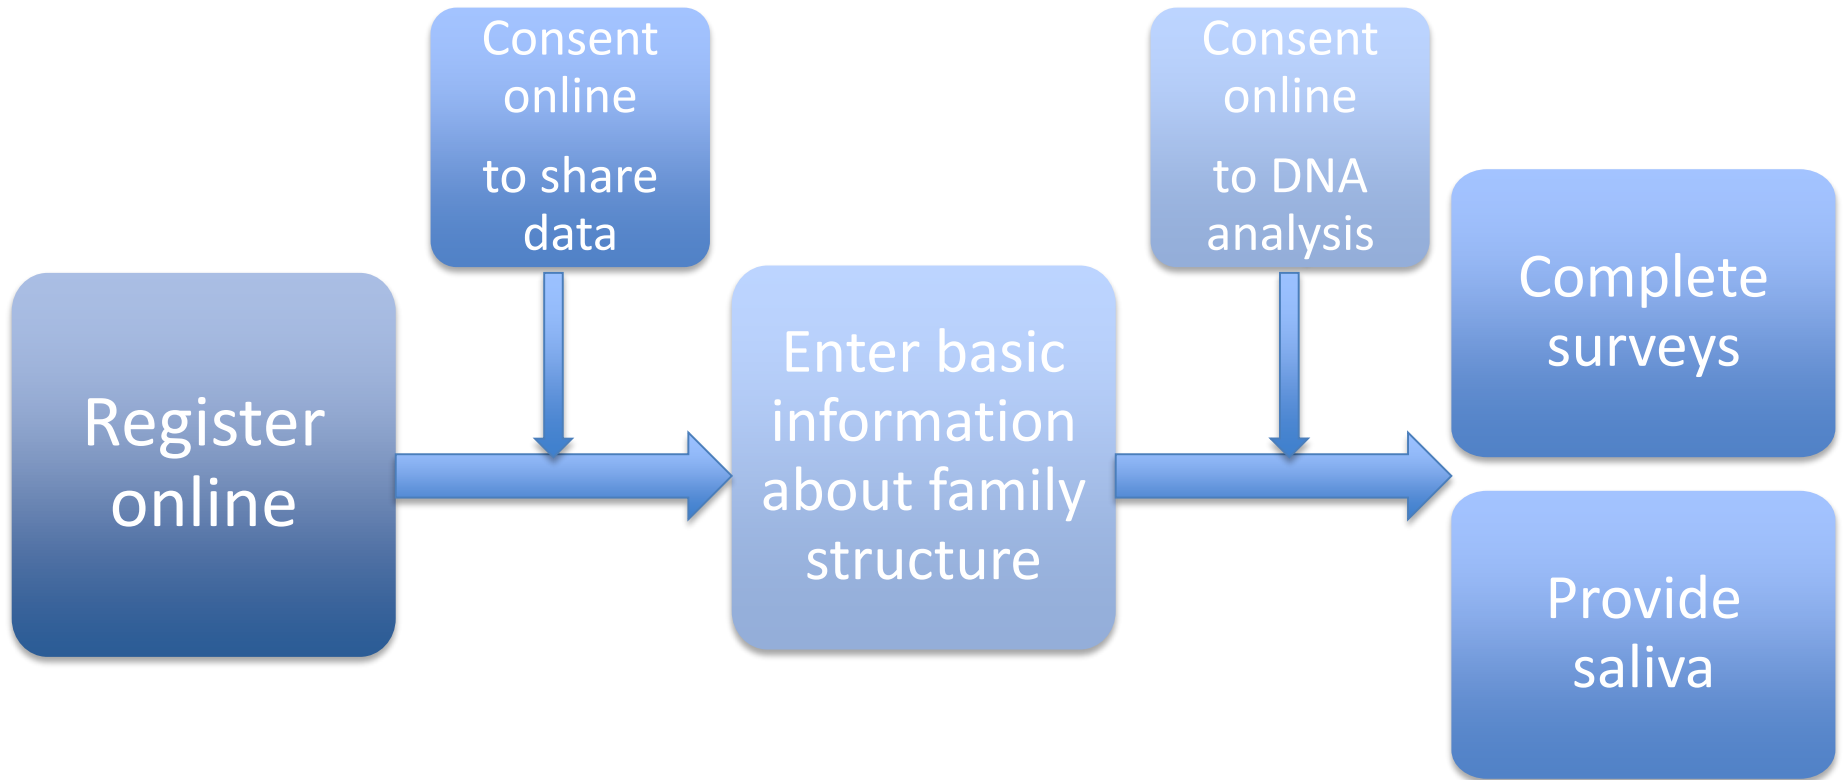 Register
online
Consent
online
to share
data
Enter basic
information
about family
structure
Consent
online
to DNA
analysis
Complete
surveys
Provide
saliva